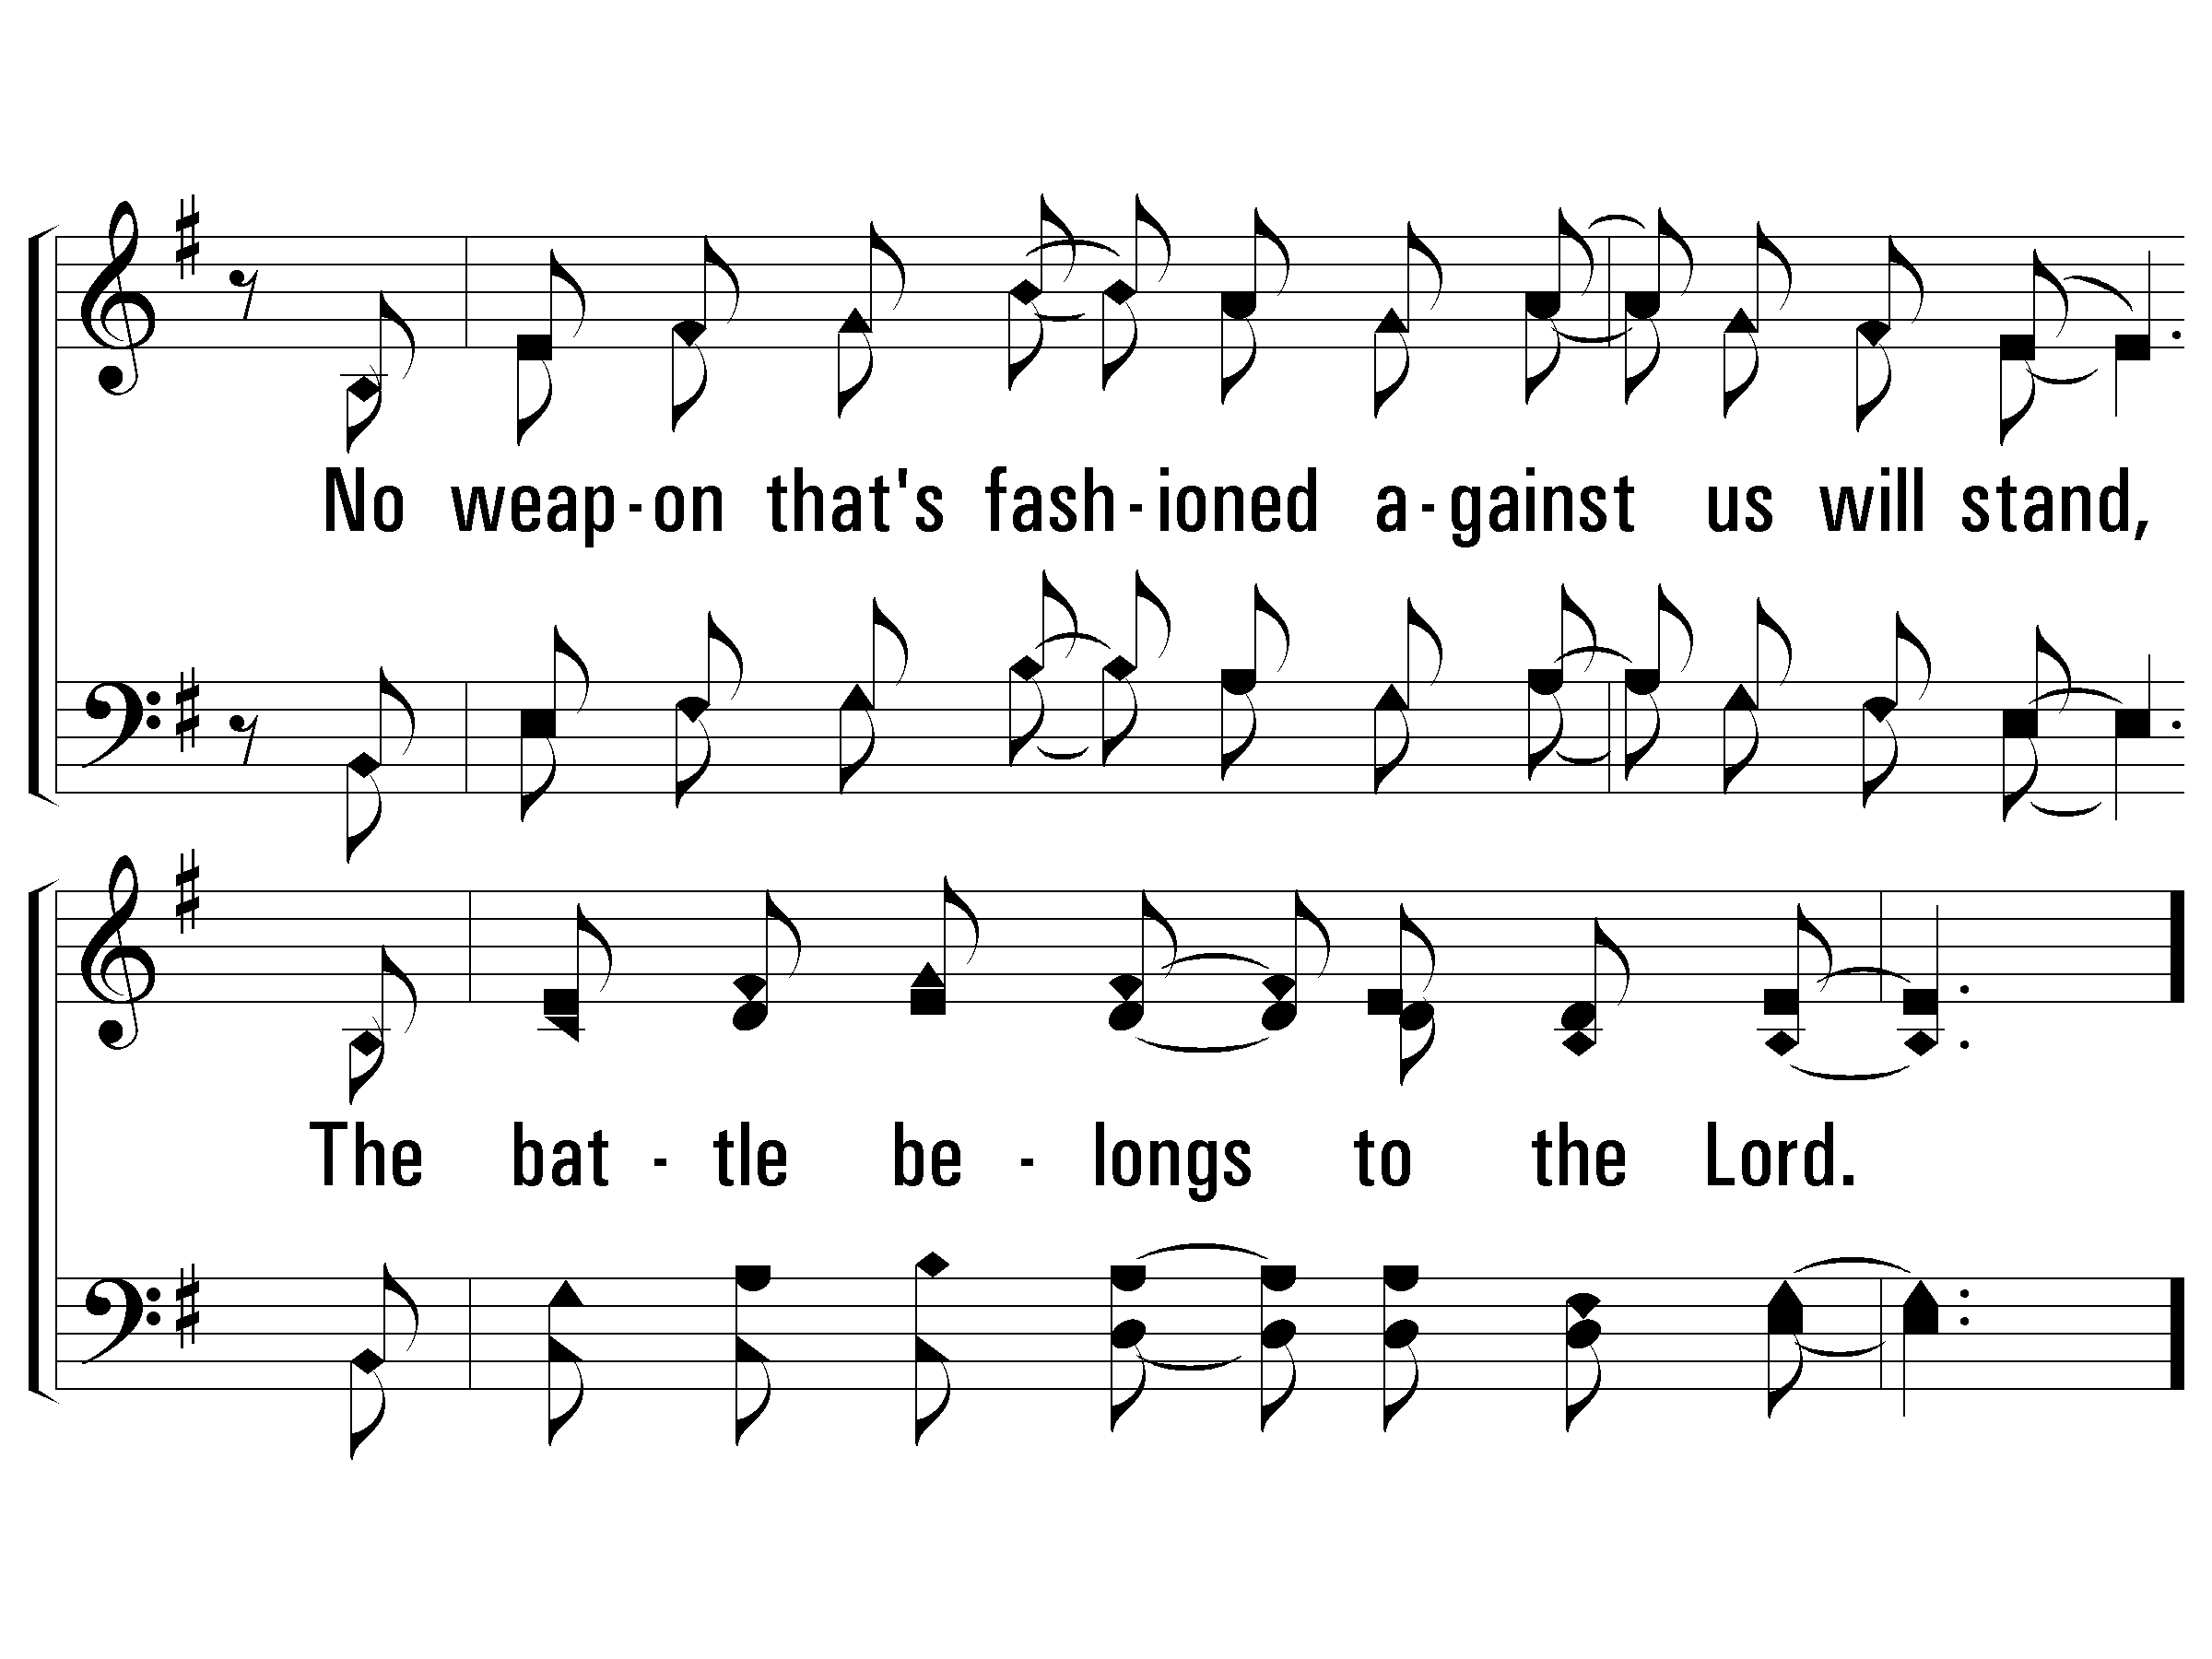 No weap-on that's fash-ioned a-gainst us will stand,
The bat - tle be - longs to the Lord.